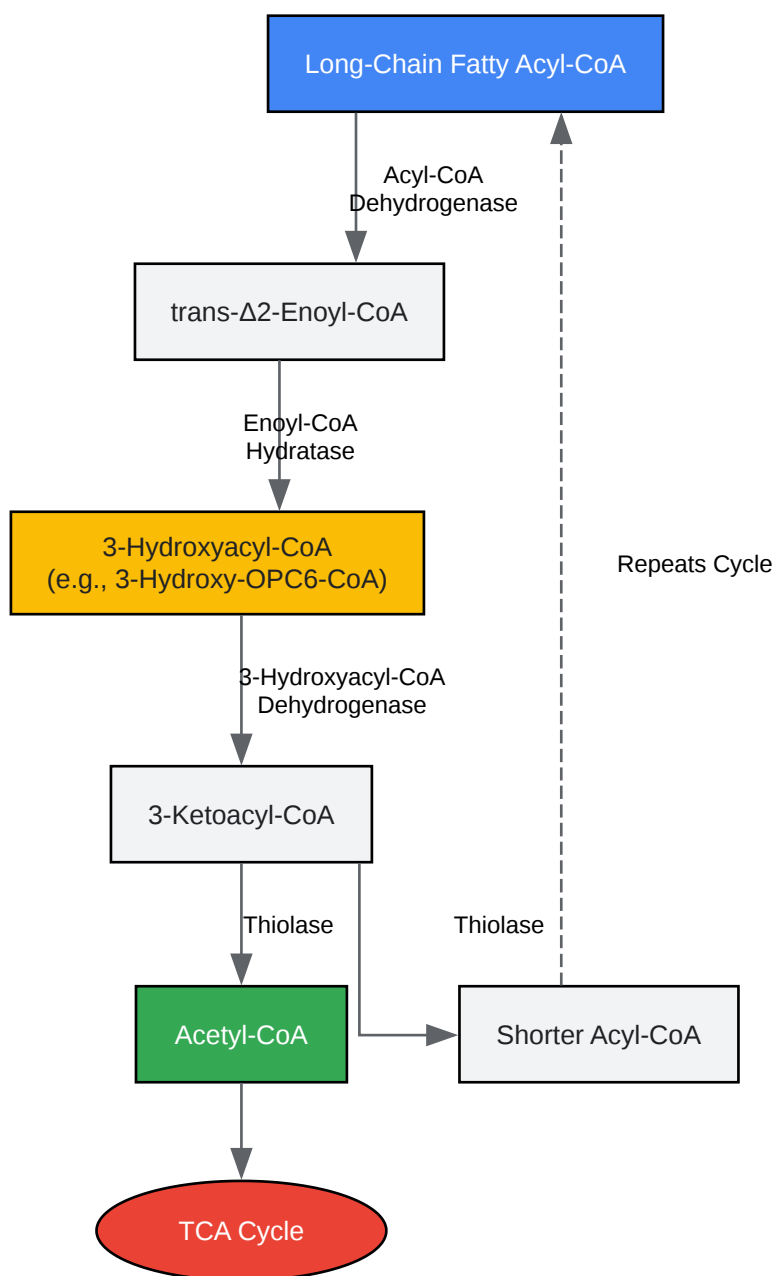 Long-Chain Fatty Acyl-CoA
Acyl-CoA
Dehydrogenase
trans-Δ2-Enoyl-CoA
Enoyl-CoA
Hydratase
3-Hydroxyacyl-CoA
(e.g., 3-Hydroxy-OPC6-CoA)
Repeats Cycle
3-Hydroxyacyl-CoA
Dehydrogenase
3-Ketoacyl-CoA
Thiolase
Thiolase
Acetyl-CoA
Shorter Acyl-CoA
TCA Cycle